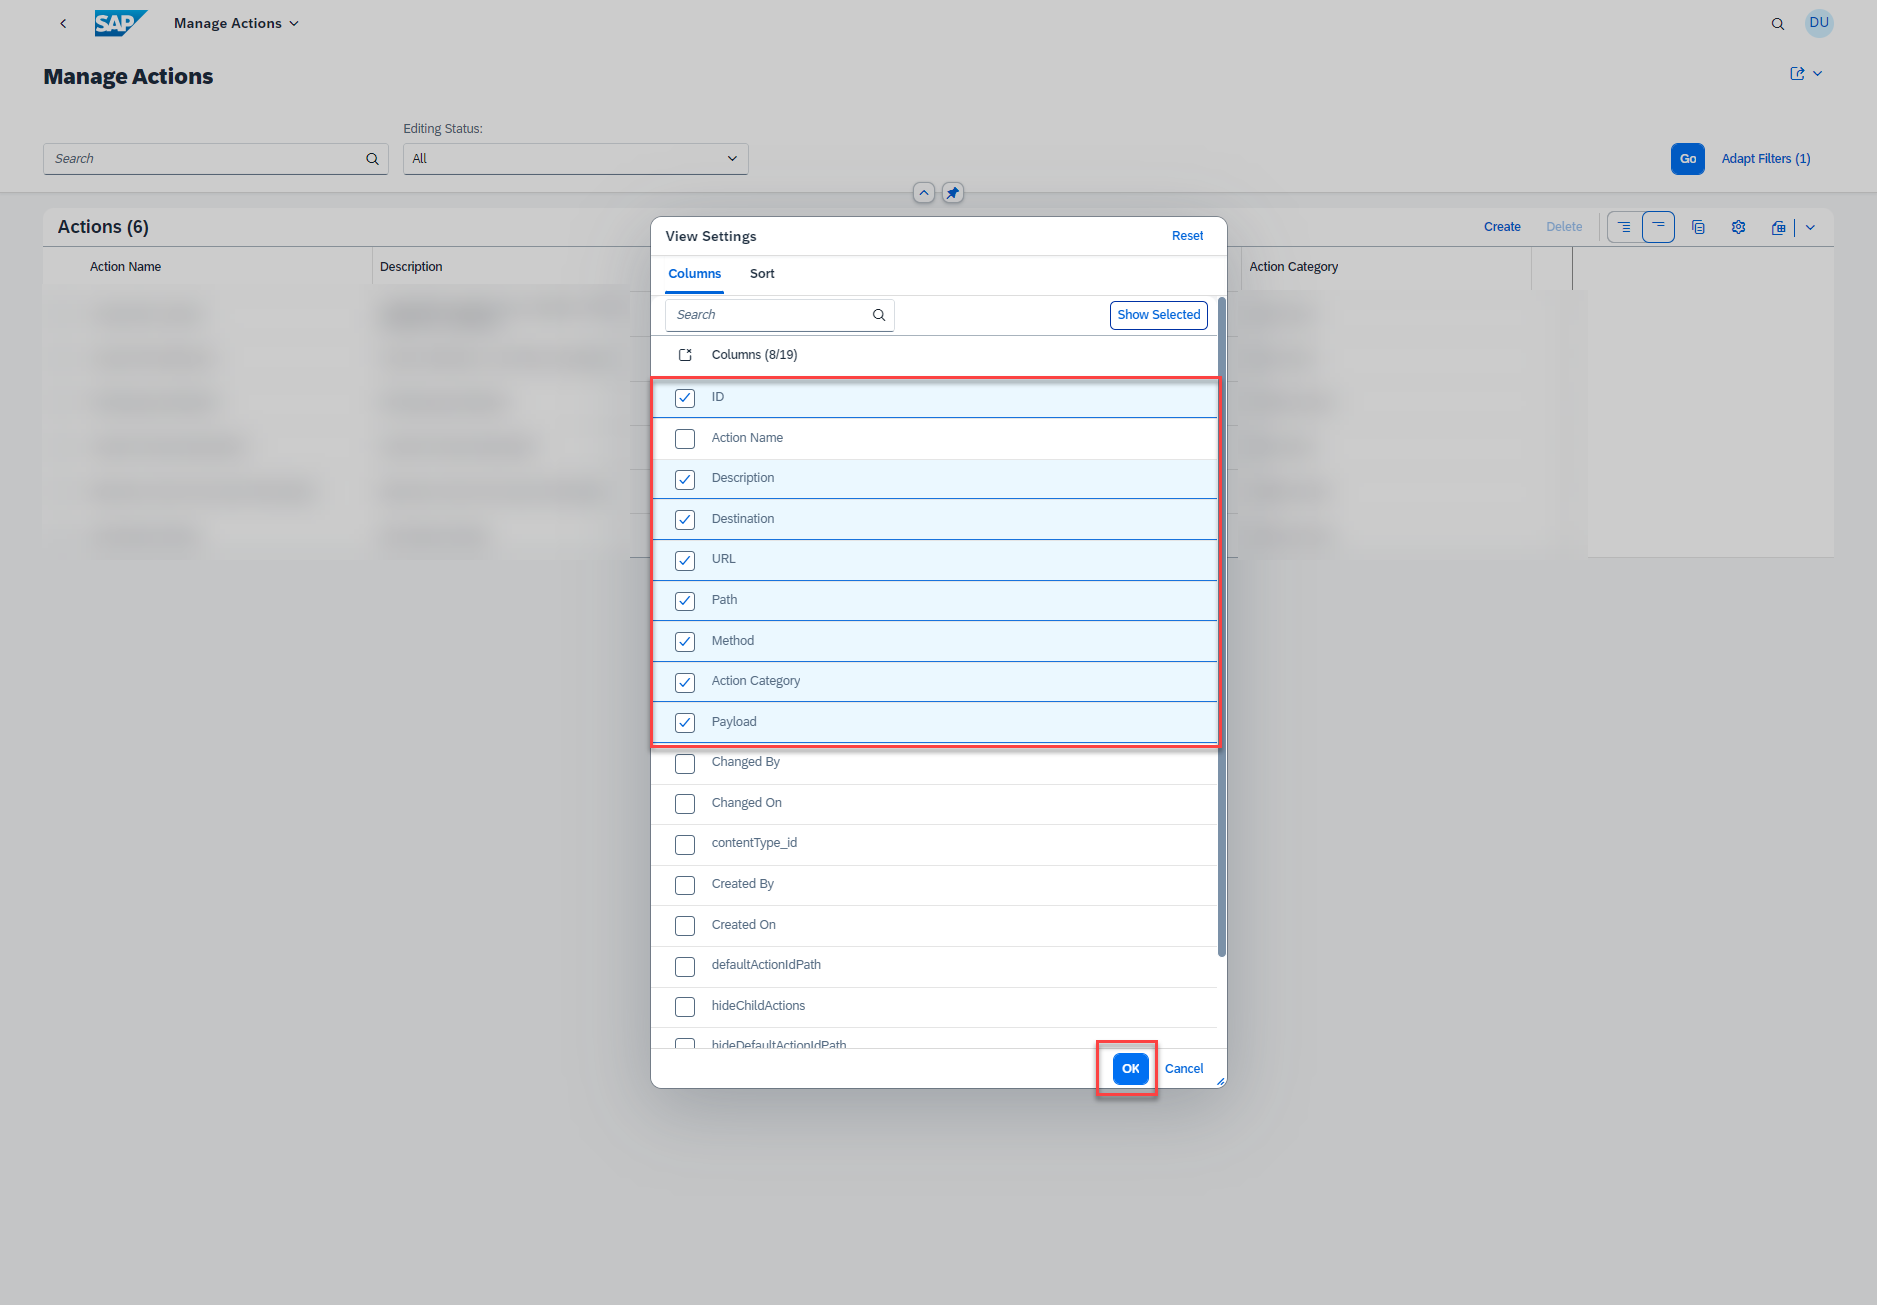 SAP Manage Actions DU
Manage Actions
Editing Status:
Search All Go Adapt Filters (1)
Actions (6) Create Delete
Action Name Description Action Category
View Settings Reset
Columns Sort
Search Show Selected
Columns (8/19)
ID
Action Name
Description
Destination
URL
Path
Method
Action Category
Payload
Changed By
Changed On
contentType_id
Created By
Created On
defaultActionIdPath
hideChildActions
hideDefaultActionIdPath
OK Cancel